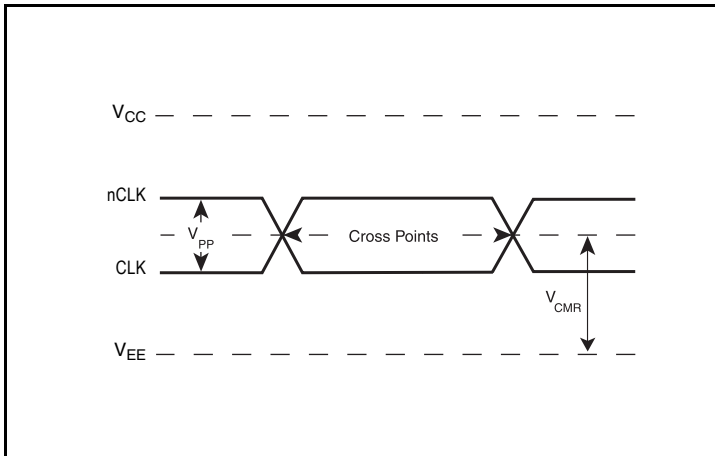 VCC
nCLK
VPP
Cross Points
CLK
VCMR
VEE